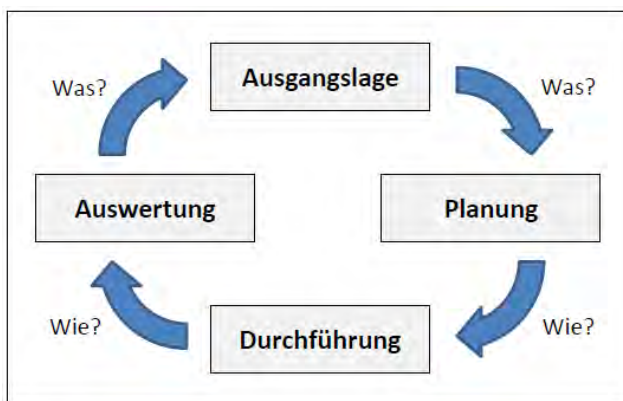 Ausgangslage
Was?
Was?
Auswertung
Planung
Wie?
Wie?
Durchführung